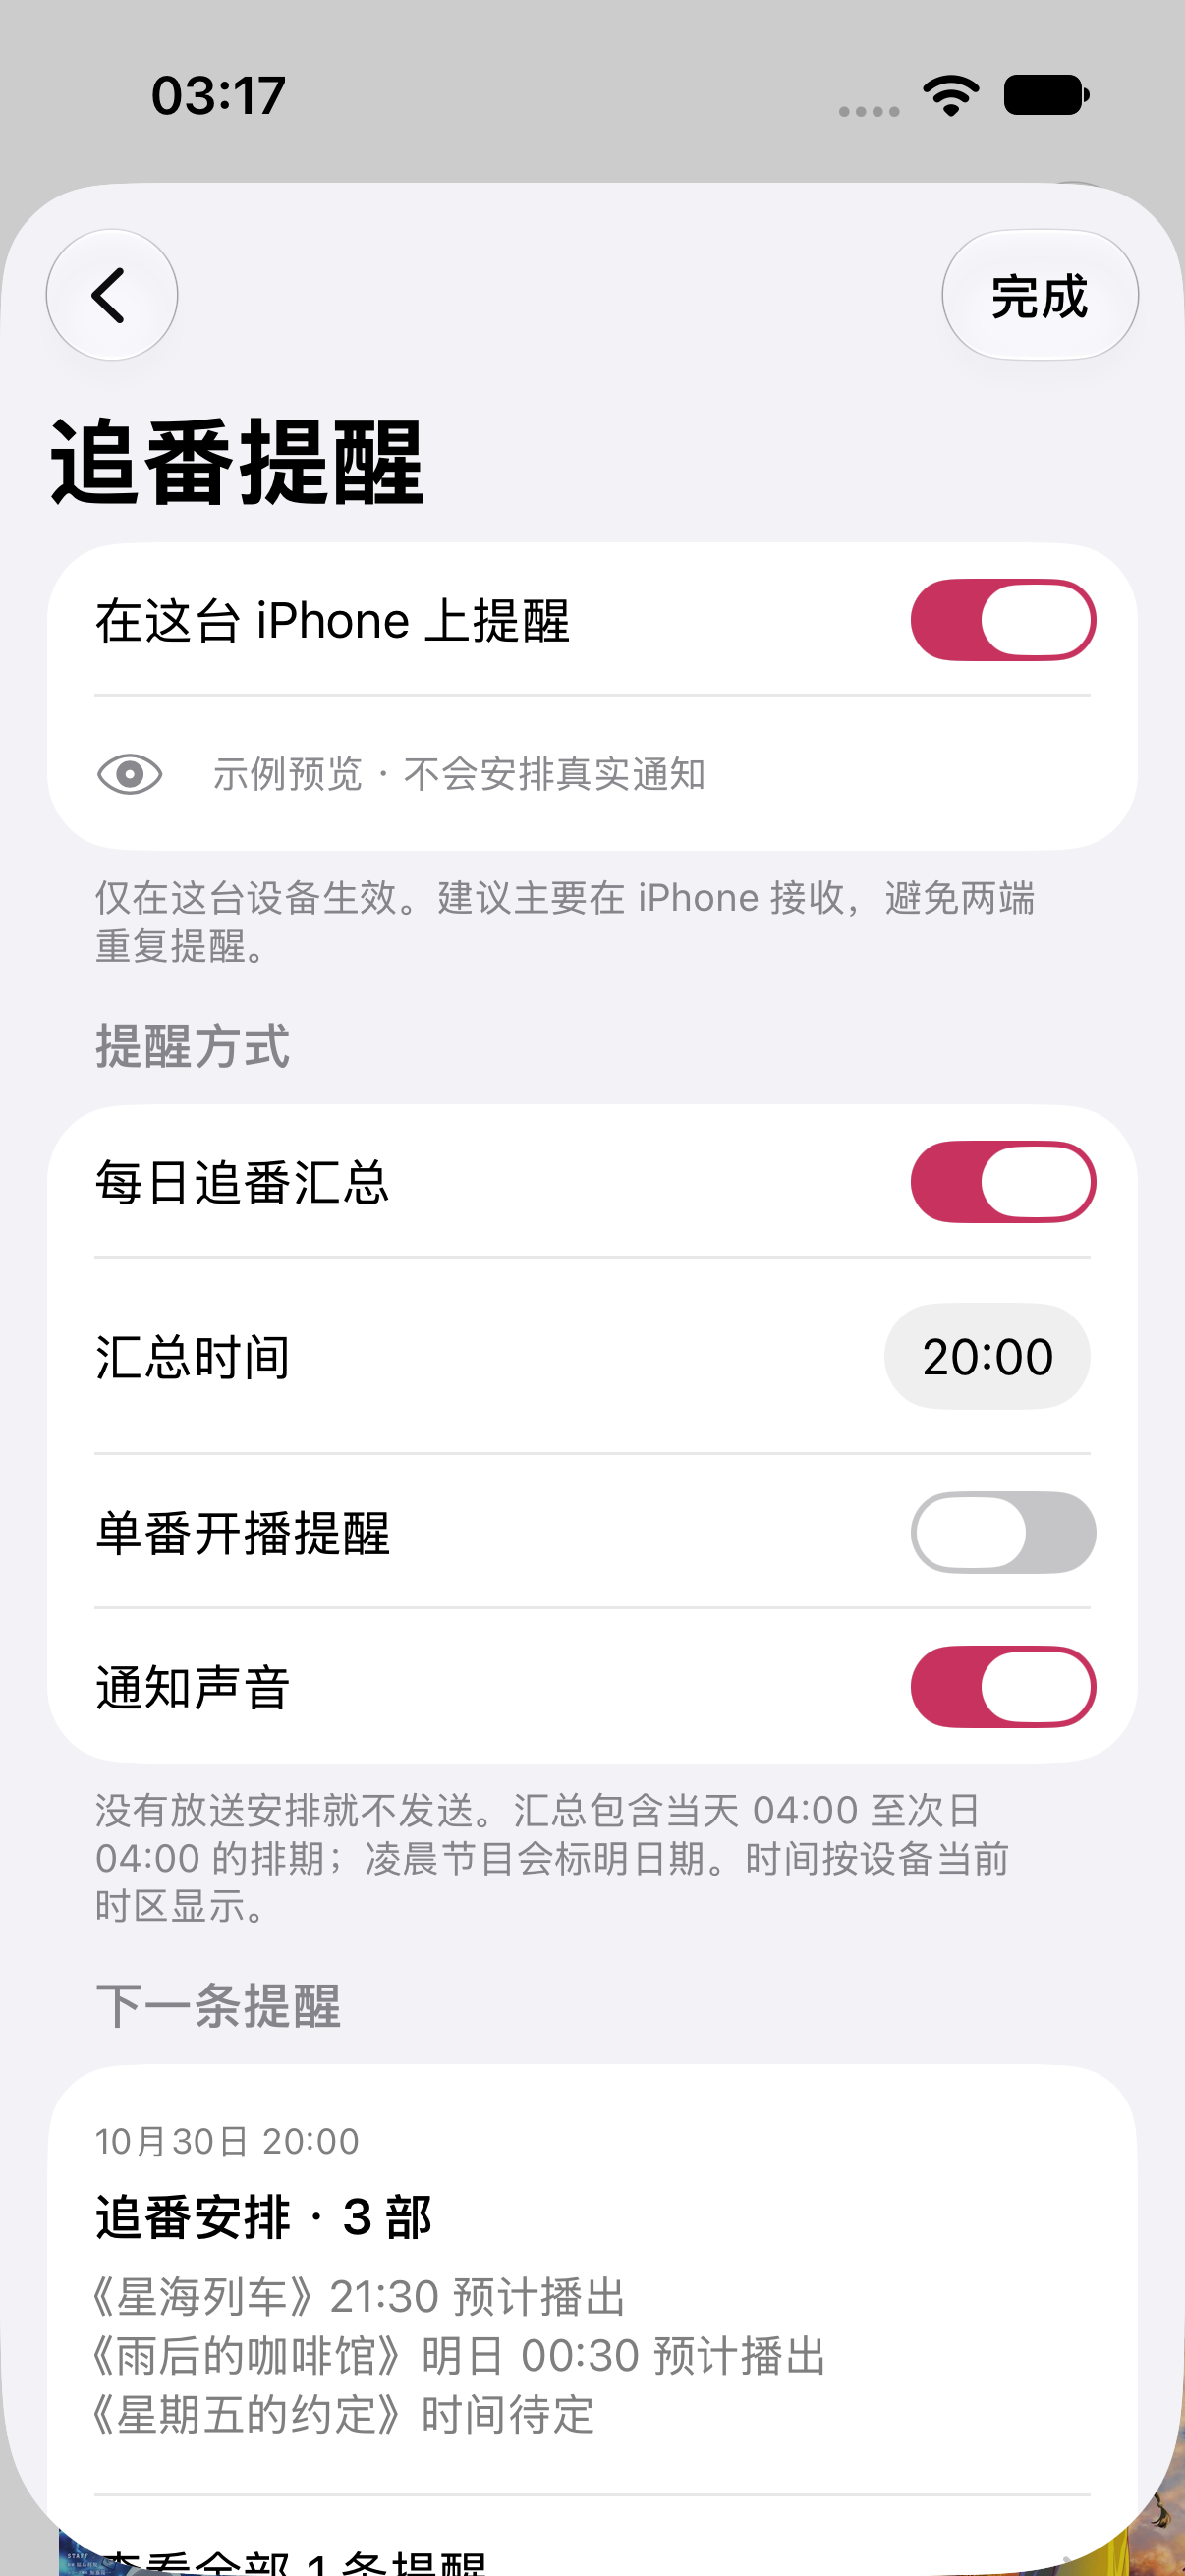 03:17
完成
追番提醒
在这台 iPhone 上提醒
示例预览 · 不会安排真实通知
仅在这台设备生效。建议主要在 iPhone 接收，避免两端
重复提醒。
提醒方式
每日追番汇总
汇总时间
20:00
单番开播提醒
通知声音
没有放送安排就不发送。汇总包含当天 04:00 至次日
04:00 的排期；凌晨节目会标明日期。时间按设备当前
时区显示。
下一条提醒
10月30日 20:00
追番安排 · 3 部
《星海列车》21:30 预计播出
《雨后的咖啡馆》明日 00:30 预计播出
《星期五的约定》时间待定
查看全部 1 条提醒